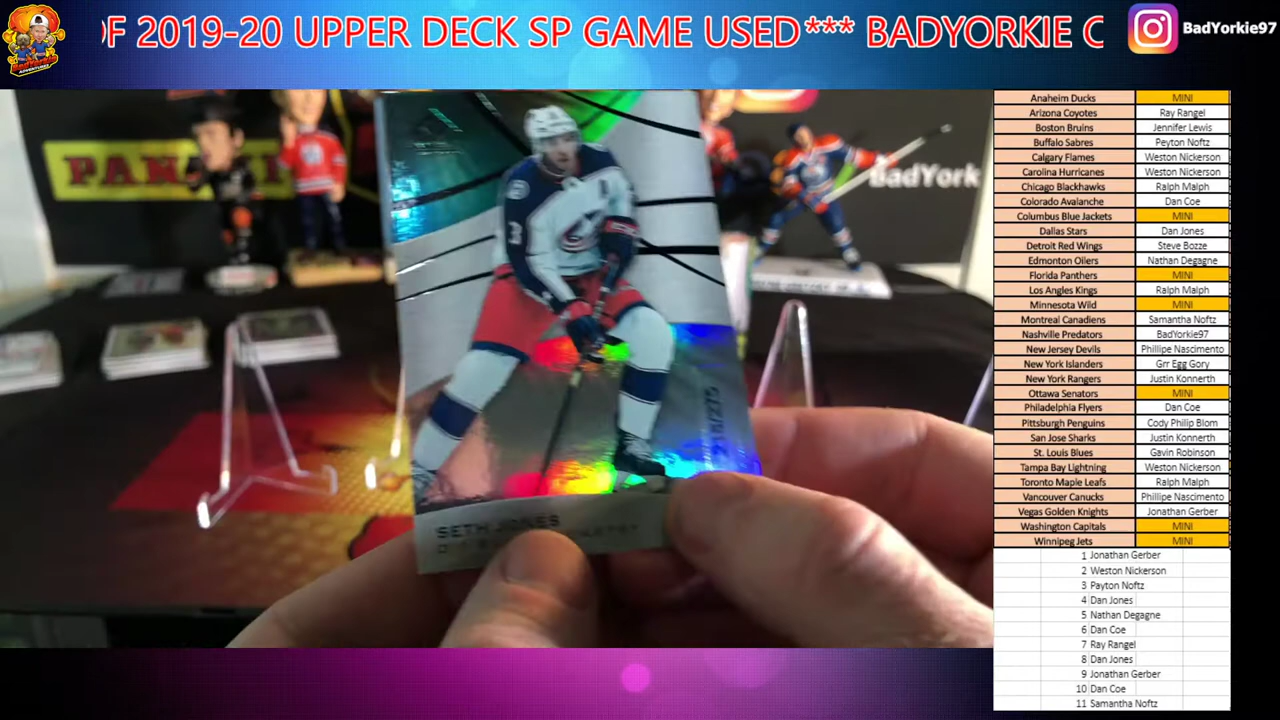 OF 2019-20 UPPER DECK SP GAME USED*** BADYORKIE C
BadYorkie97
PANINI
BadYork
SETH JONES
Anaheim Ducks MINI
Arizona Coyotes Ray Rangel
Boston Bruins Jennifer Lewis
Buffalo Sabres Peyton Noftz
Calgary Flames Weston Nickerson
Carolina Hurricanes Weston Nickerson
Chicago Blackhawks Ralph Malph
Colorado Avalanche Dan Coe
Columbus Blue Jackets MINI
Dallas Stars Dan Jones
Detroit Red Wings Steve Bozze
Edmonton Oilers Nathan Degagne
Florida Panthers MINI
Los Angles Kings Ralph Malph
Minnesota Wild MINI
Montreal Canadiens Samantha Noftz
Nashville Predators BadYorkie97
New Jersey Devils Phillipe Nascimento
New York Islanders Grr Egg Gory
New York Rangers Justin Konnerth
Ottawa Senators MINI
Philadelphia Flyers Dan Coe
Pittsburgh Penguins Cody Philip Blom
San Jose Sharks Justin Konnerth
St. Louis Blues Gavin Robinson
Tampa Bay Lightning Weston Nickerson
Toronto Maple Leafs Ralph Malph
Vancouver Canucks Phillipe Nascimento
Vegas Golden Knights Jonathan Gerber
Washington Capitals MINI
Winnipeg Jets MINI
1 Jonathan Gerber
2 Weston Nickerson
3 Payton Noftz
4 Dan Jones
5 Nathan Degagne
6 Dan Coe
7 Ray Rangel
8 Dan Jones
9 Jonathan Gerber
10 Dan Coe
11 Samantha Noftz